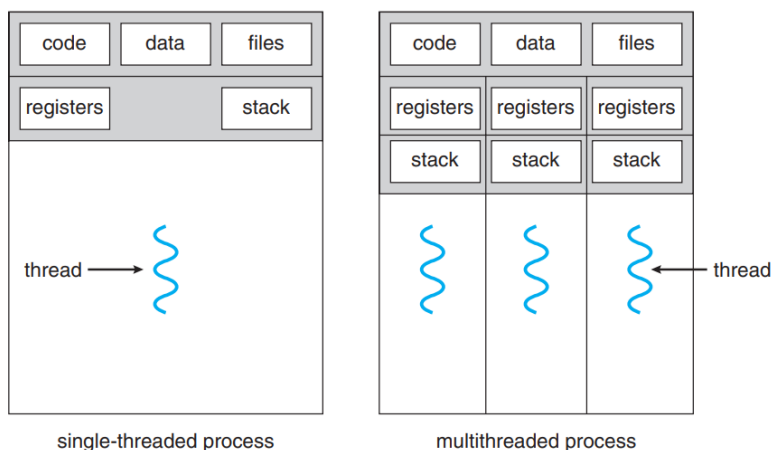 code data files
registers stack
thread
single-threaded process
code data files
registers registers registers
stack stack stack
thread
multithreaded process